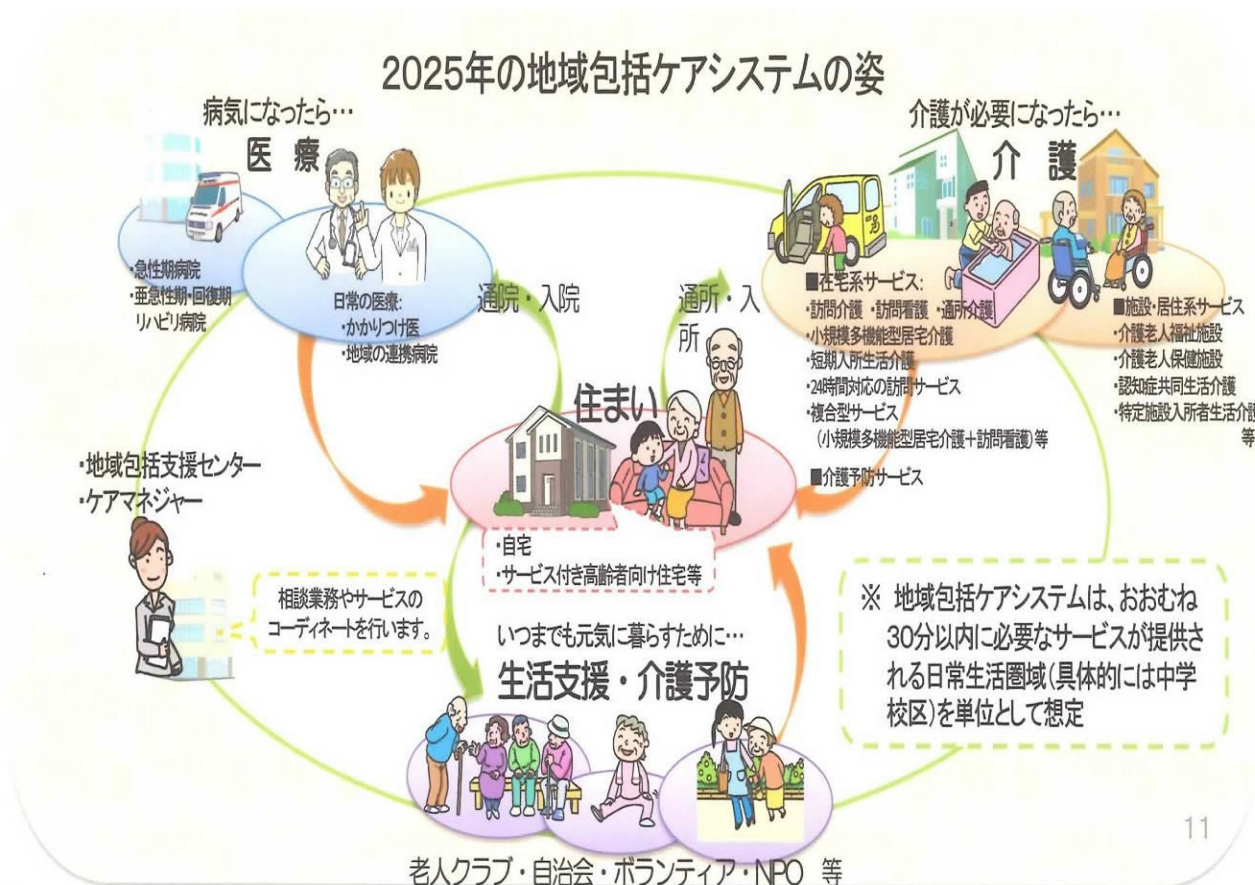 2025年の地域包括ケアシステムの姿
病気になったら…
医 療
・急性期病院
・亜急性期・回復期
リハビリ病院
日常の医療:
・かかりつけ医
・地域の連携病院
通院・入院
通所・入
所
介護が必要になったら…
介 護
■在宅系サービス:
・訪問介護 ・訪問看護 ・通所介護
・小規模多機能型居宅介護
・短期入所生活介護
・24時間対応の訪問サービス
・複合型サービス
(小規模多機能型居宅介護+訪問看護)等
■介護予防サービス
■施設・居住系サービス
・介護老人福祉施設
・介護老人保健施設
・認知症共同生活介護
・特定施設入所者生活介護
等
住まい
・自宅
・サービス付き高齢者向け住宅等
・地域包括支援センター
・ケアマネジャー
相談業務やサービスの
コーディネートを行います。
いつまでも元気に暮らすために…
生活支援・介護予防
老人クラブ・自治会・ボランティア・NPO 等
※ 地域包括ケアシステムは、おおむね
30分以内に必要なサービスが提供さ
れる日常生活圏域(具体的には中学
校区)を単位として想定
11